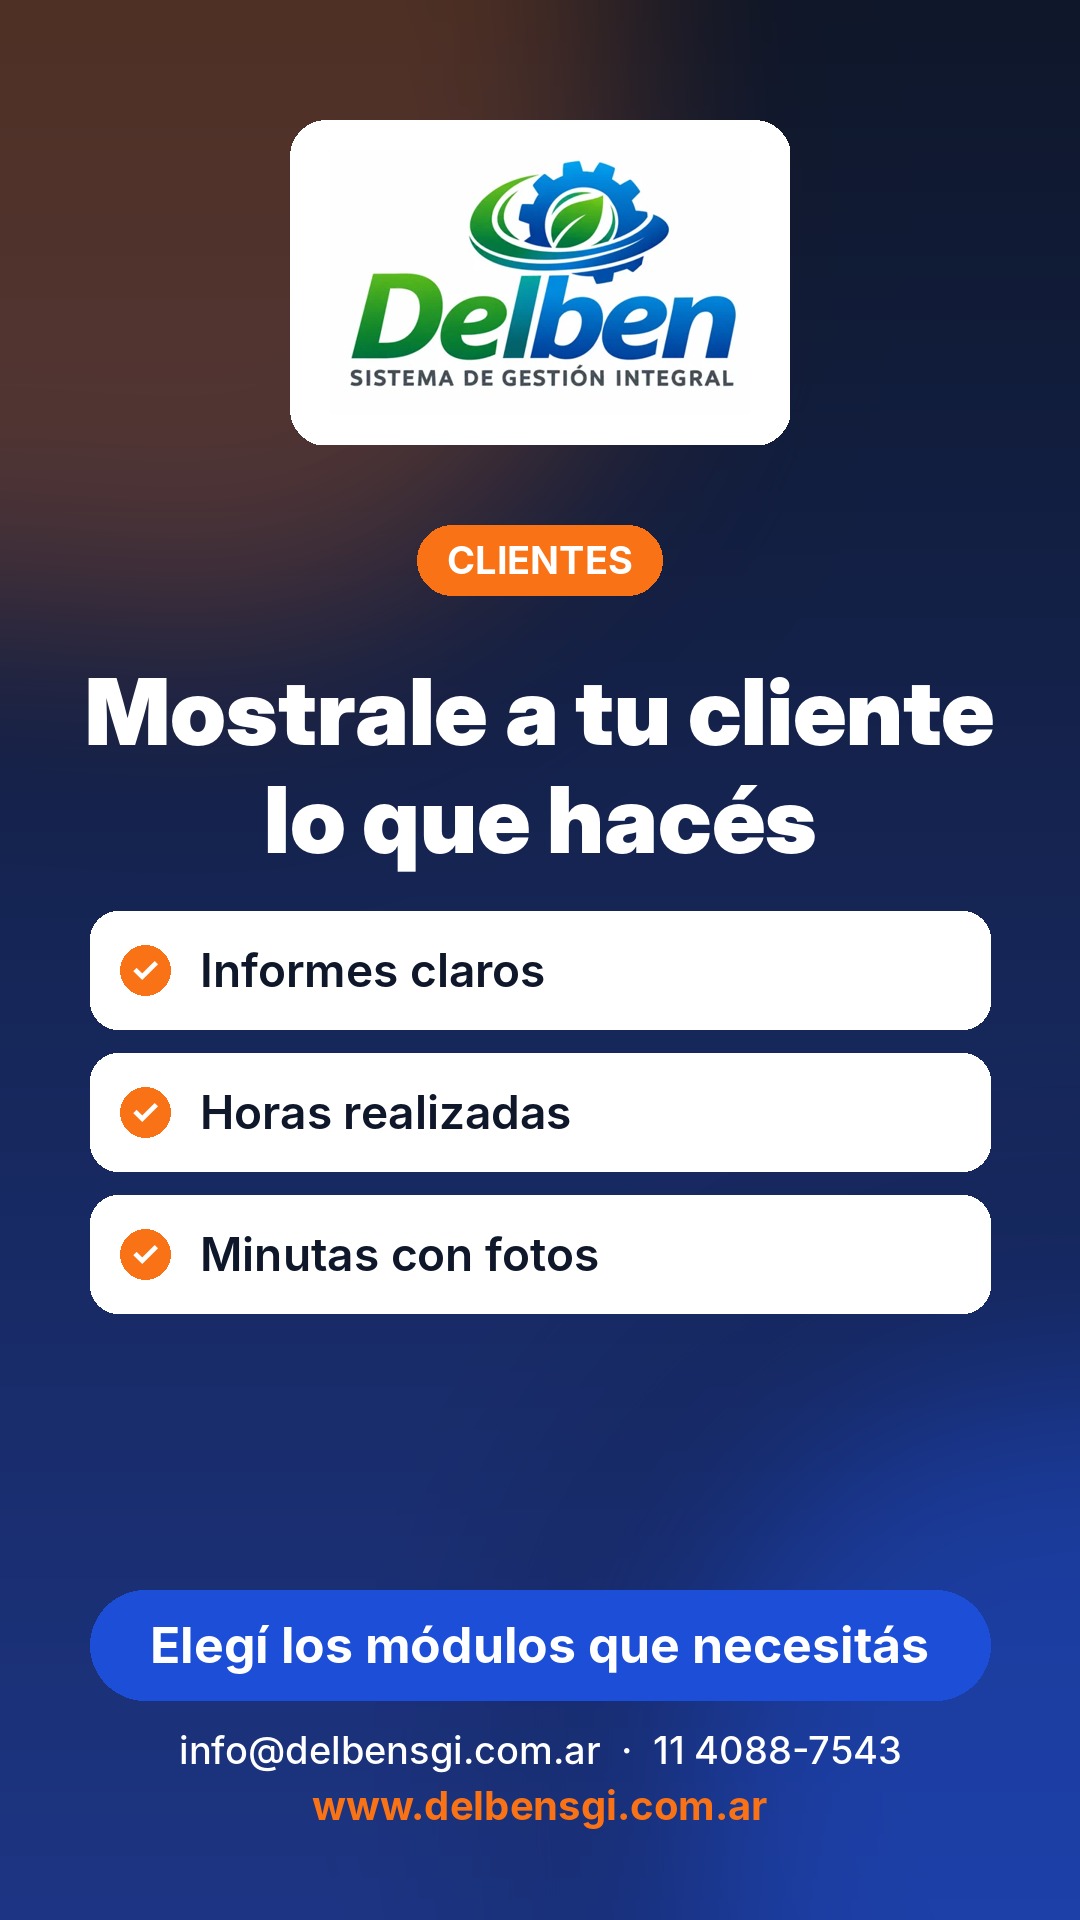 Delben
SISTEMA DE GESTIÓN INTEGRAL
CLIENTES
Mostrale a tu cliente
lo que hacés
Informes claros
Horas realizadas
Minutas con fotos
Elegí los módulos que necesitás
info@delbensgi.com.ar · 11 4088-7543
www.delbensgi.com.ar